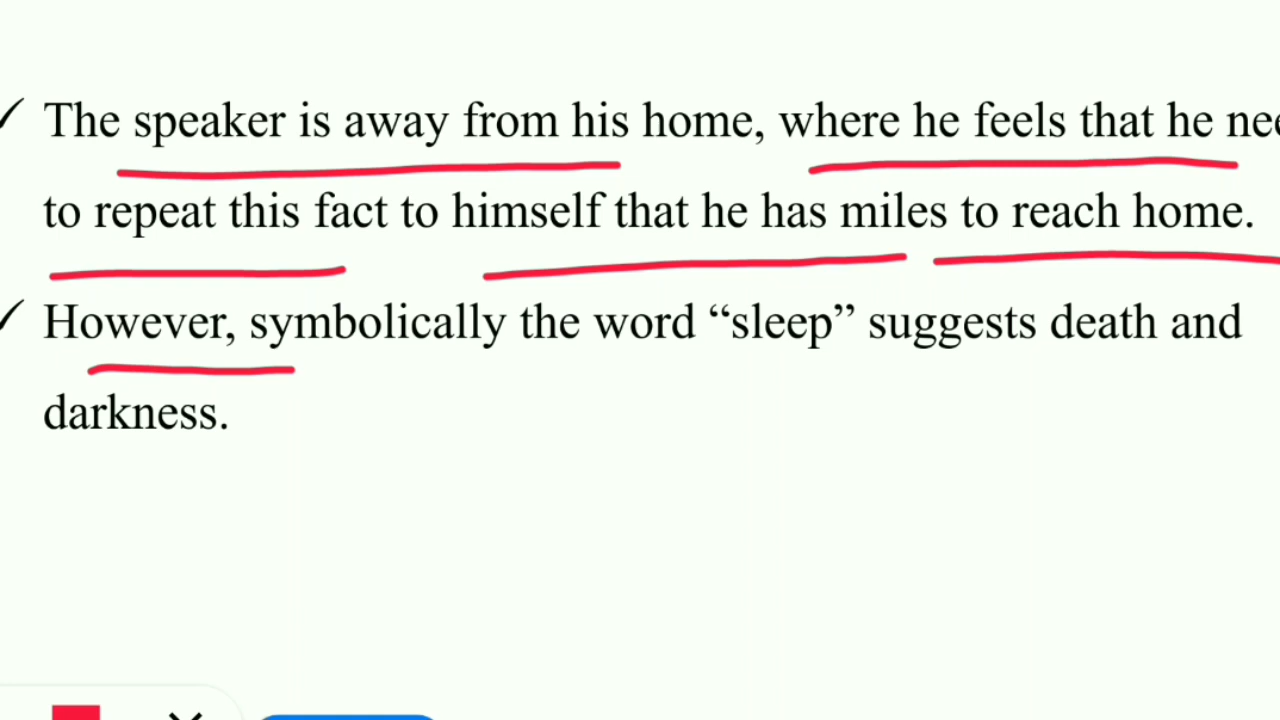 ✓ The speaker is away from his home, where he feels that he
to repeat this fact to himself that he has miles to reach home.
✓ However, symbolically the word “sleep” suggests death and
darkness.